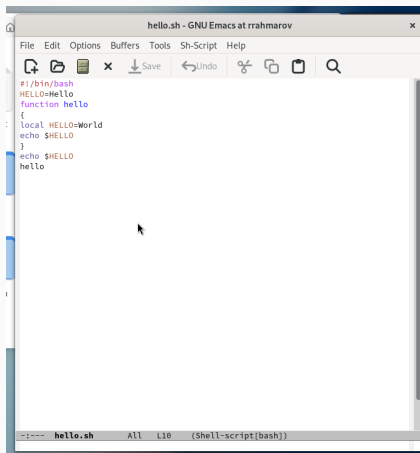 hello.sh - GNU Emacs at rrahmarov
File Edit Options Buffers Tools Sh-Script Help
Save Undo
#!/bin/bash
HELLO=Hello
function hello
{
local HELLO=World
echo $HELLO
}
echo $HELLO
hello
-:--- hello.sh All L10 (Shell-script[bash])